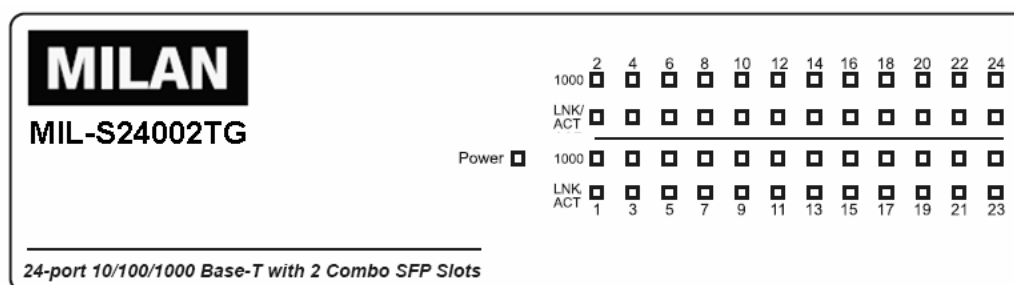 MILAN
MIL-S24002TG
2 4 6 8 10 12 14 16 18 20 22 24
1000
LNK/
ACT
Power
1000
LNK
ACT
1 3 5 7 9 11 13 15 17 19 21 23
24-port 10/100/1000 Base-T with 2 Combo SFP Slots